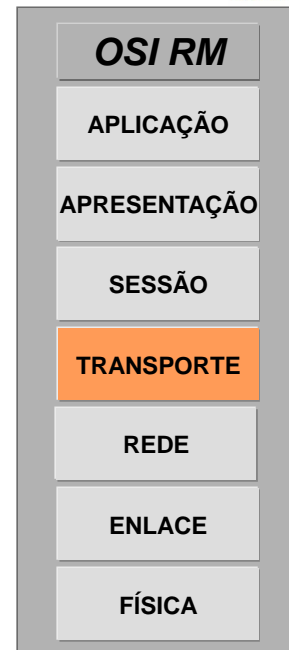 OSI RM
APLICAÇÃO
APRESENTAÇÃO
SESSÃO
TRANSPORTE
REDE
ENLACE
FÍSICA